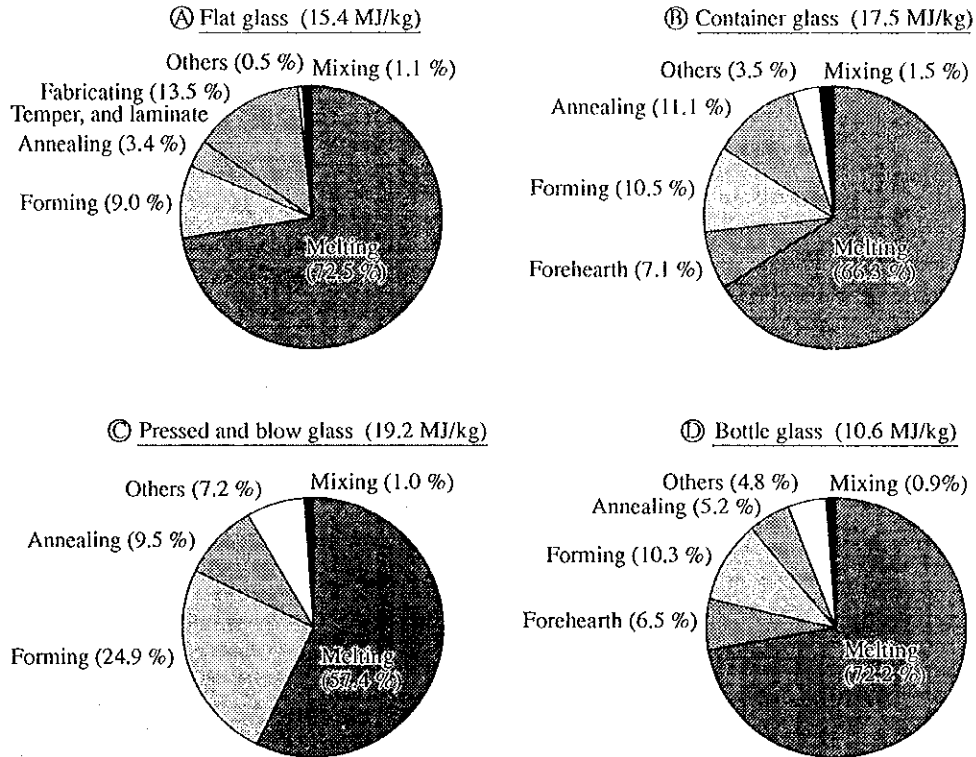 Ⓐ Flat glass (15.4 MJ/kg)
Others (0.5 %)
Mixing (1.1 %)
Fabricating (13.5 %)
Temper, and laminate
Annealing (3.4 %)
Forming (9.0 %)
Melting
(72.5 %)
Ⓑ Container glass (17.5 MJ/kg)
Others (3.5 %)
Mixing (1.5 %)
Annealing (11.1 %)
Forming (10.5 %)
Forehearth (7.1 %)
Melting
(66.3 %)
Ⓒ Pressed and blow glass (19.2 MJ/kg)
Others (7.2 %)
Mixing (1.0 %)
Annealing (9.5 %)
Forming (24.9 %)
Melting
(57.4 %)
Ⓓ Bottle glass (10.6 MJ/kg)
Others (4.8 %)
Mixing (0.9%)
Annealing (5.2 %)
Forming (10.3 %)
Forehearth (6.5 %)
Melting
(72.2 %)